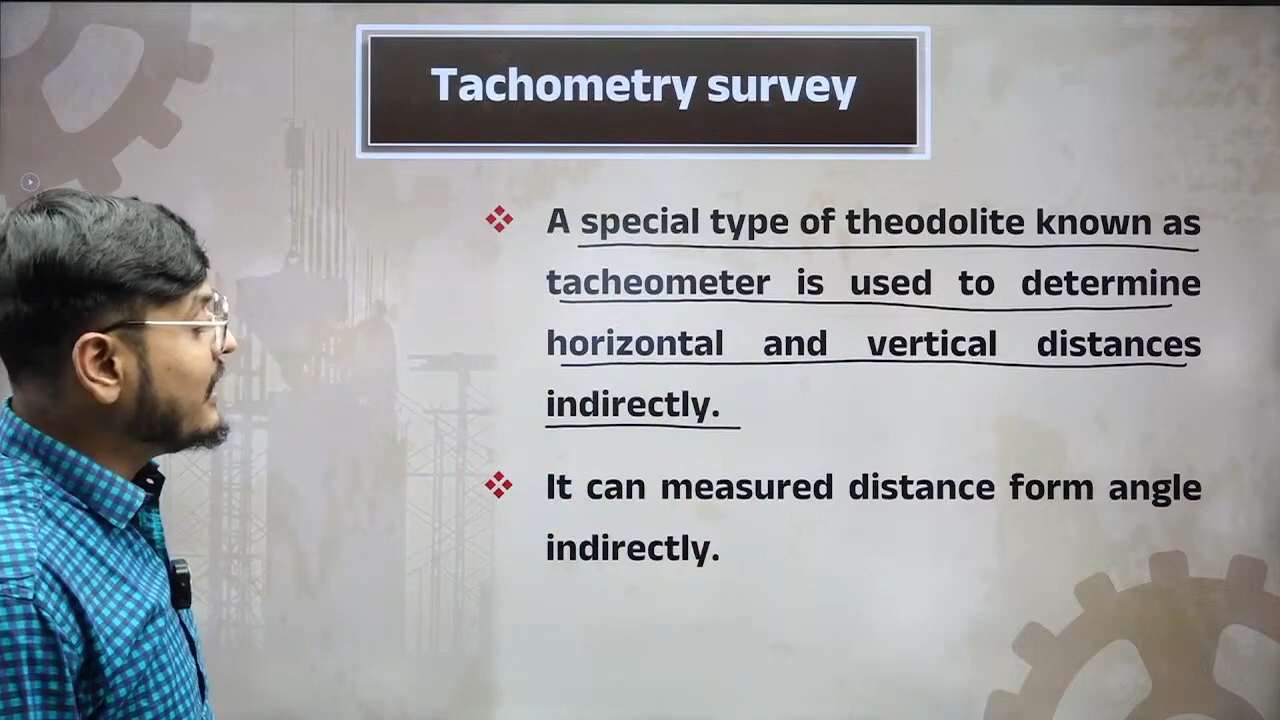 Tachometry survey
A special type of theodolite known as
tacheometer is used to determine
horizontal and vertical distances
indirectly.
It can measured distance form angle
indirectly.